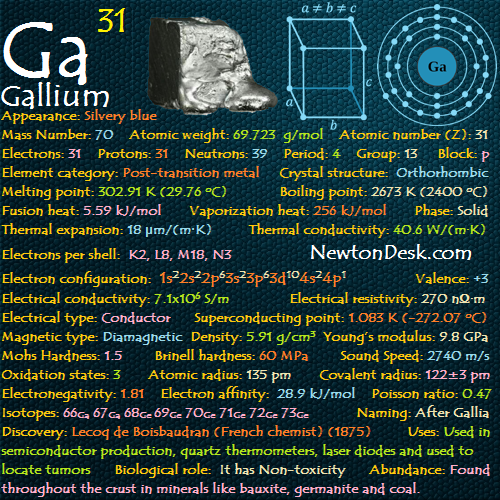 31
Ga
Gallium
a ≠ b ≠ c
c
a
b
Ga
Appearance: Silvery blue
Mass Number: 70 Atomic weight: 69.723 g/mol Atomic number (Z): 31
Electrons: 31 Protons: 31 Neutrons: 39 Period: 4 Group: 13 Block: p
Element category: Post-transition metal Crystal structure: Orthorhombic
Melting point: 302.91 K (29.76 ºC) Boiling point: 2673 K (2400 ºC)
Fusion heat: 5.59 kJ/mol Vaporization heat: 256 kJ/mol Phase: Solid
Thermal expansion: 18 µm/(m·K) Thermal conductivity: 40.6 W/(m·K)
Electrons per shell: K2, L8, M18, N3 NewtonDesk.com
Electron configuration: 1s²2s²2p⁶3s²3p⁶3d¹⁰4s²4p¹ Valence: +3
Electrical conductivity: 7.1x10⁶ S/m Electrical resistivity: 270 nΩ·m
Electrical type: Conductor Superconducting point: 1.083 K (-272.07 ºC)
Magnetic type: Diamagnetic Density: 5.91 g/cm³ Young's modulus: 9.8 GPa
Mohs Hardness: 1.5 Brinell hardness: 60 MPa Sound Speed: 2740 m/s
Oxidation states: 3 Atomic radius: 135 pm Covalent radius: 122±3 pm
Electronegativity: 1.81 Electron affinity: 28.9 kJ/mol Poisson ratio: 0.47
Isotopes: 66Ga 67Ga 68Ge 69Ge 70Ge 71Ge 72Ge 73Ge Naming: After Gallia
Discovery: Lecoq de Boisbaudran (French chemist) (1875) Uses: Used in
semiconductor production, quartz thermometers, laser diodes and used to
locate tumors Biological role: It has Non-toxicity Abundance: Found
throughout the crust in minerals like bauxite, germanite and coal.